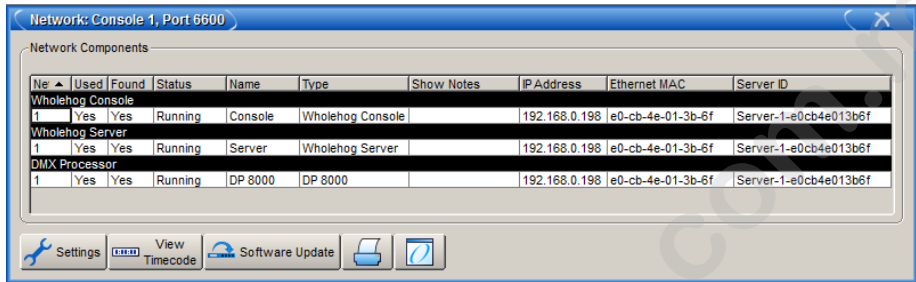 Network: Console 1, Port 6600
Network Components
Net Used Found Status Name Type Show Notes IP Address Ethernet MAC Server ID
Wholehog Console
1 Yes Yes Running Console Wholehog Console 192.168.0.198 e0-cb-4e-01-3b-6f Server-1-e0cb4e013b6f
Wholehog Server
1 Yes Yes Running Server Wholehog Server 192.168.0.198 e0-cb-4e-01-3b-6f Server-1-e0cb4e013b6f
DMX Processor
1 Yes Yes Running DP 8000 DP 8000 192.168.0.198 e0-cb-4e-01-3b-6f Server-1-e0cb4e013b6f
Settings View Timecode Software Update
com.